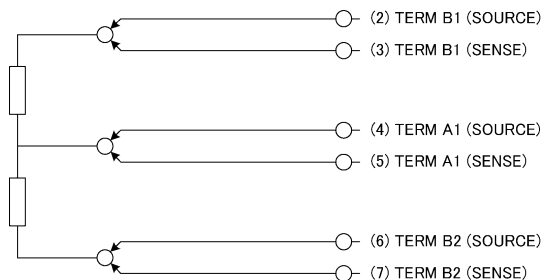 (2) TERM B1 (SOURCE)
(3) TERM B1 (SENSE)
(4) TERM A1 (SOURCE)
(5) TERM A1 (SENSE)
(6) TERM B2 (SOURCE)
(7) TERM B2 (SENSE)